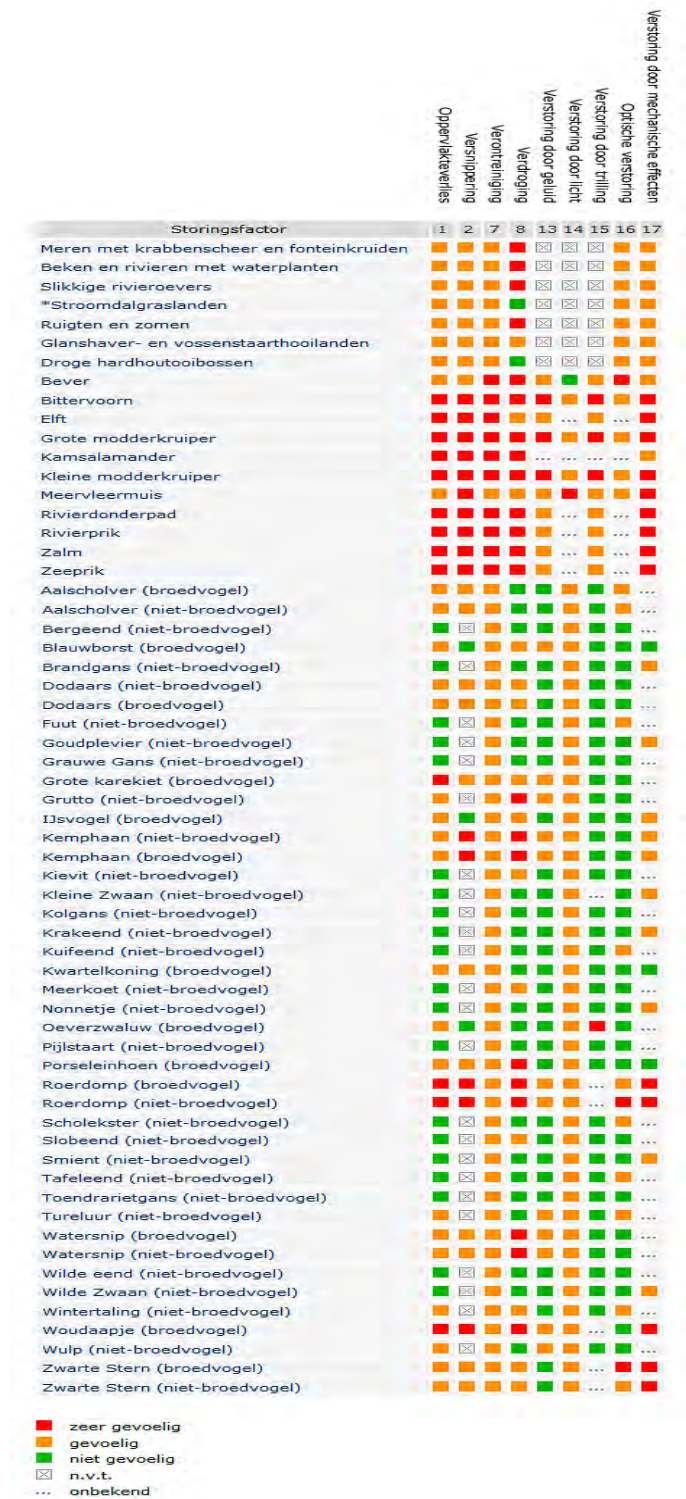 Oppervlakteverlies
Versnippering
Verontreiniging
Verdroging
Verstoring door geluid
Verstoring door licht
Verstoring door trilling
Optische verstoring
Verstoring door mechanische effecten
Storingsfactor 1 2 7 8 13 14 15 16 17
Meren met krabbenscheer en fonteinkruiden
Beken en rivieren met waterplanten
Slikkige rivieroevers
*Stroomdalgraslanden
Ruigten en zomen
Glanshaver- en vossenstaarthooilanden
Droge hardhoutooibossen
Bever
Bittervoorn
Elft ... ...
Grote modderkruiper
Kamsalamander ... ... ... ...
Kleine modderkruiper
Meervleermuis
Rivierdonderpad ... ...
Rivierprik ... ...
Zalm ... ...
Zeeprik ... ...
Aalscholver (broedvogel) ...
Aalscholver (niet-broedvogel) ...
Bergeend (niet-broedvogel) ...
Blauwborst (broedvogel)
Brandgans (niet-broedvogel)
Dodaars (niet-broedvogel) ...
Dodaars (broedvogel) ...
Fuut (niet-broedvogel) ...
Goudplevier (niet-broedvogel)
Grauwe Gans (niet-broedvogel) ...
Grote karekiet (broedvogel) ...
Grutto (niet-broedvogel) ...
IJsvogel (broedvogel)
Kemphaan (niet-broedvogel)
Kemphaan (broedvogel)
Kievit (niet-broedvogel) ...
Kleine Zwaan (niet-broedvogel) ...
Kolgans (niet-broedvogel) ...
Krakeend (niet-broedvogel)
Kuifeend (niet-broedvogel) ...
Kwartelkoning (broedvogel)
Meerkoet (niet-broedvogel) ...
Nonnetje (niet-broedvogel)
Oeverzwaluw (broedvogel) ...
Pijlstaart (niet-broedvogel) ...
Porseleinhoen (broedvogel)
Roerdomp (broedvogel) ...
Roerdomp (niet-broedvogel) ...
Scholekster (niet-broedvogel) ...
Slobeend (niet-broedvogel) ...
Smient (niet-broedvogel)
Tafeleend (niet-broedvogel) ...
Toendrarietgans (niet-broedvogel) ...
Tureluur (niet-broedvogel) ...
Watersnip (broedvogel) ...
Watersnip (niet-broedvogel) ...
Wilde eend (niet-broedvogel) ...
Wilde Zwaan (niet-broedvogel)
Wintertaling (niet-broedvogel) ...
Woudaapje (broedvogel) ...
Wulp (niet-broedvogel) ...
Zwarte Stern (broedvogel) ...
Zwarte Stern (niet-broedvogel) ...
zeer gevoelig
gevoelig
niet gevoelig
n.v.t.
... onbekend